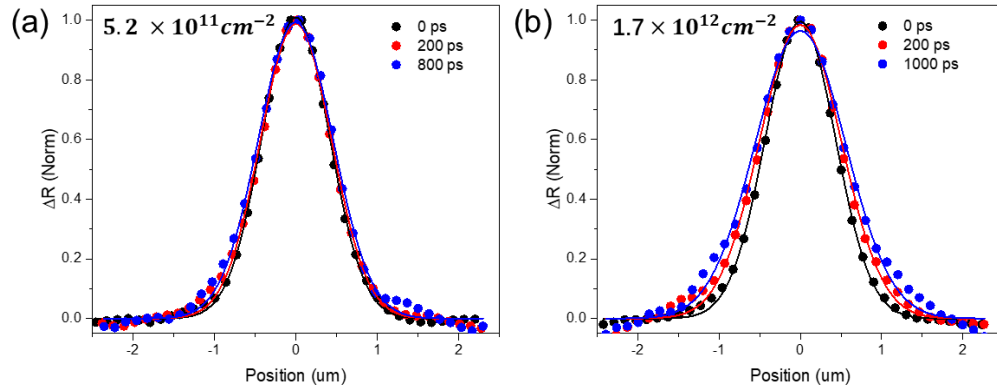 (a)
5.2 × 10¹¹cm⁻²
0 ps
200 ps
800 ps
ΔR (Norm)
1.0
0.8
0.6
0.4
0.2
0.0
-2
-1
0
1
2
Position (um)
(b)
1.7 × 10¹²cm⁻²
0 ps
200 ps
1000 ps
ΔR (Norm)
1.0
0.8
0.6
0.4
0.2
0.0
-2
-1
0
1
2
Position (um)